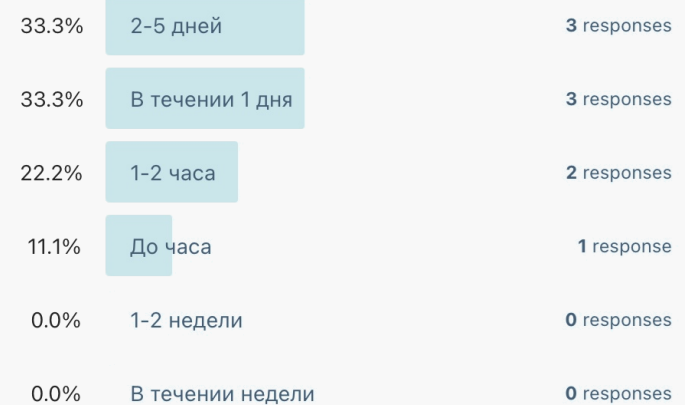 33.3% 2-5 дней 3 responses
33.3% В течении 1 дня 3 responses
22.2% 1-2 часа 2 responses
11.1% До часа 1 response
0.0% 1-2 недели 0 responses
0.0% В течении недели 0 responses